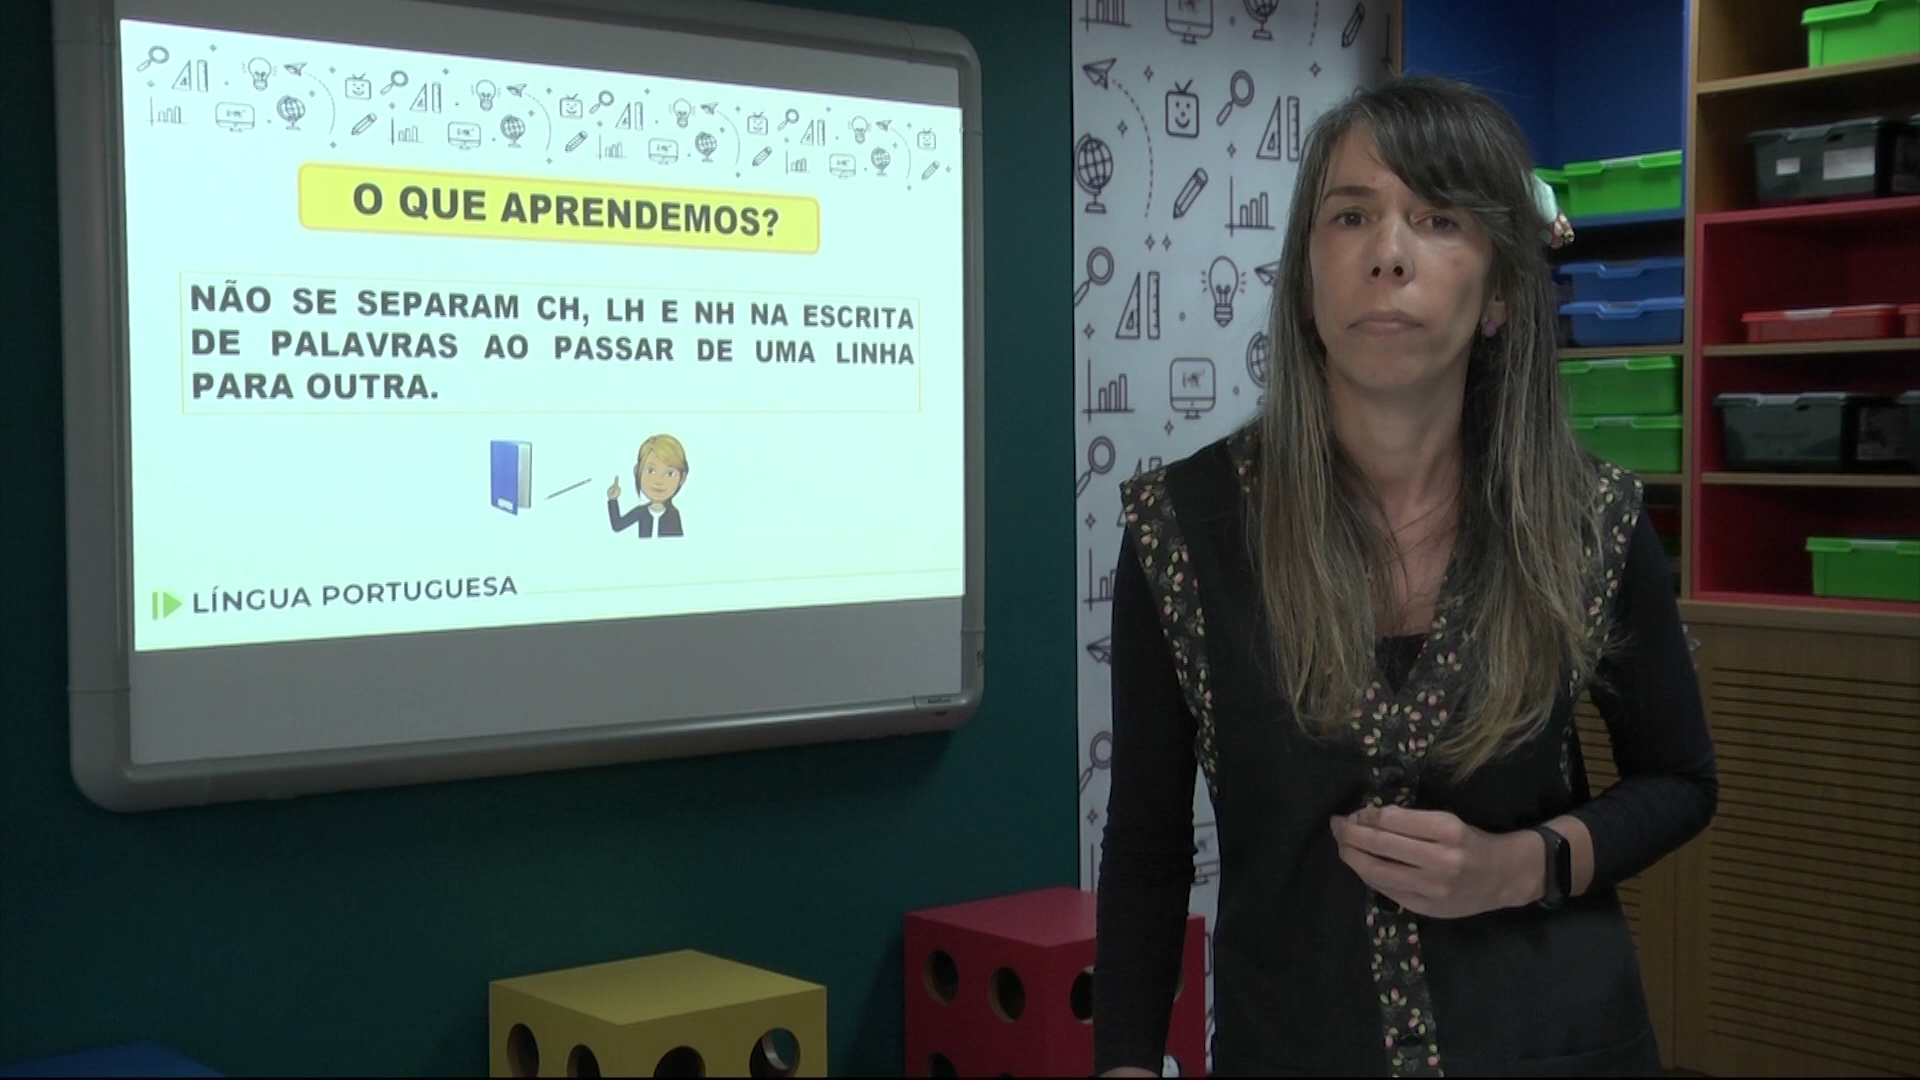 O QUE APRENDEMOS?
NÃO SE SEPARAM CH, LH E NH NA ESCRITA
DE PALAVRAS AO PASSAR DE UMA LINHA
PARA OUTRA.
LÍNGUA PORTUGUESA